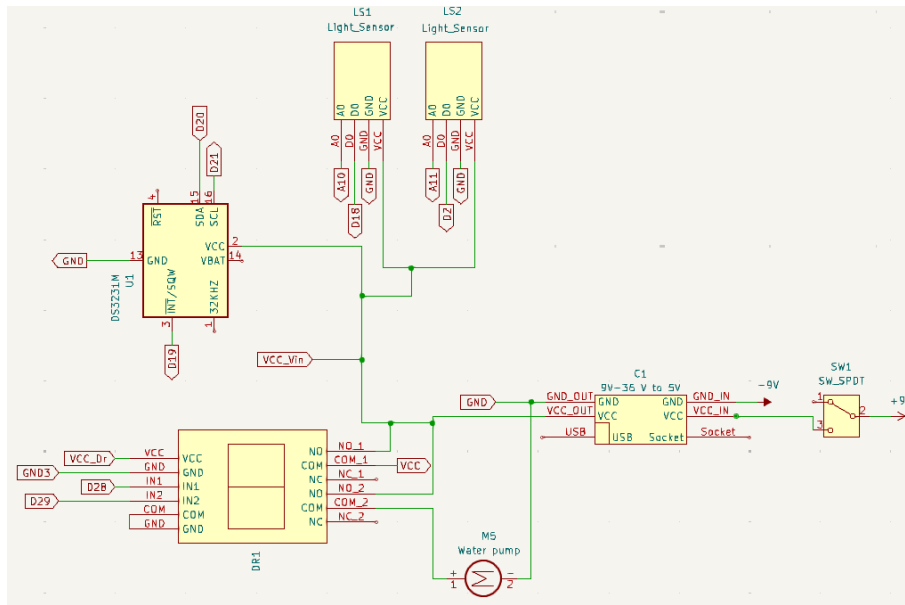 LS1
Light_Sensor
LS2
Light_Sensor
A0
D0
GND
VCC
A0
D0
GND
VCC
A0
D0
GND
VCC
A0
D0
GND
VCC
A10
D18
GND
A11
D2
GND
D20
D21
4
15
16
RST
SDA
SCL
VCC
2
VBAT
14
GND
13
GND
INT/SQW
32KHZ
3
1
U1
DS3231M
D19
VCC_Vin
C1
9V-36 V to 5V
GND
GND_OUT
GND
GND
GND_IN
-9V
VCC_OUT
VCC
VCC
VCC_IN
USB
USB
Socket
Socket
SW1
SW_SPDT
1
2
3
+9
VCC_Dr
VCC
VCC
NO
NO_1
GND3
GND
GND
COM
COM_1
VCC
D28
IN1
IN1
NC
NC_1
D29
IN2
IN2
NO
NO_2
COM
COM
COM
COM_2
GND
GND
NC
NC_2
DR1
M5
Water pump
+
1
-
2